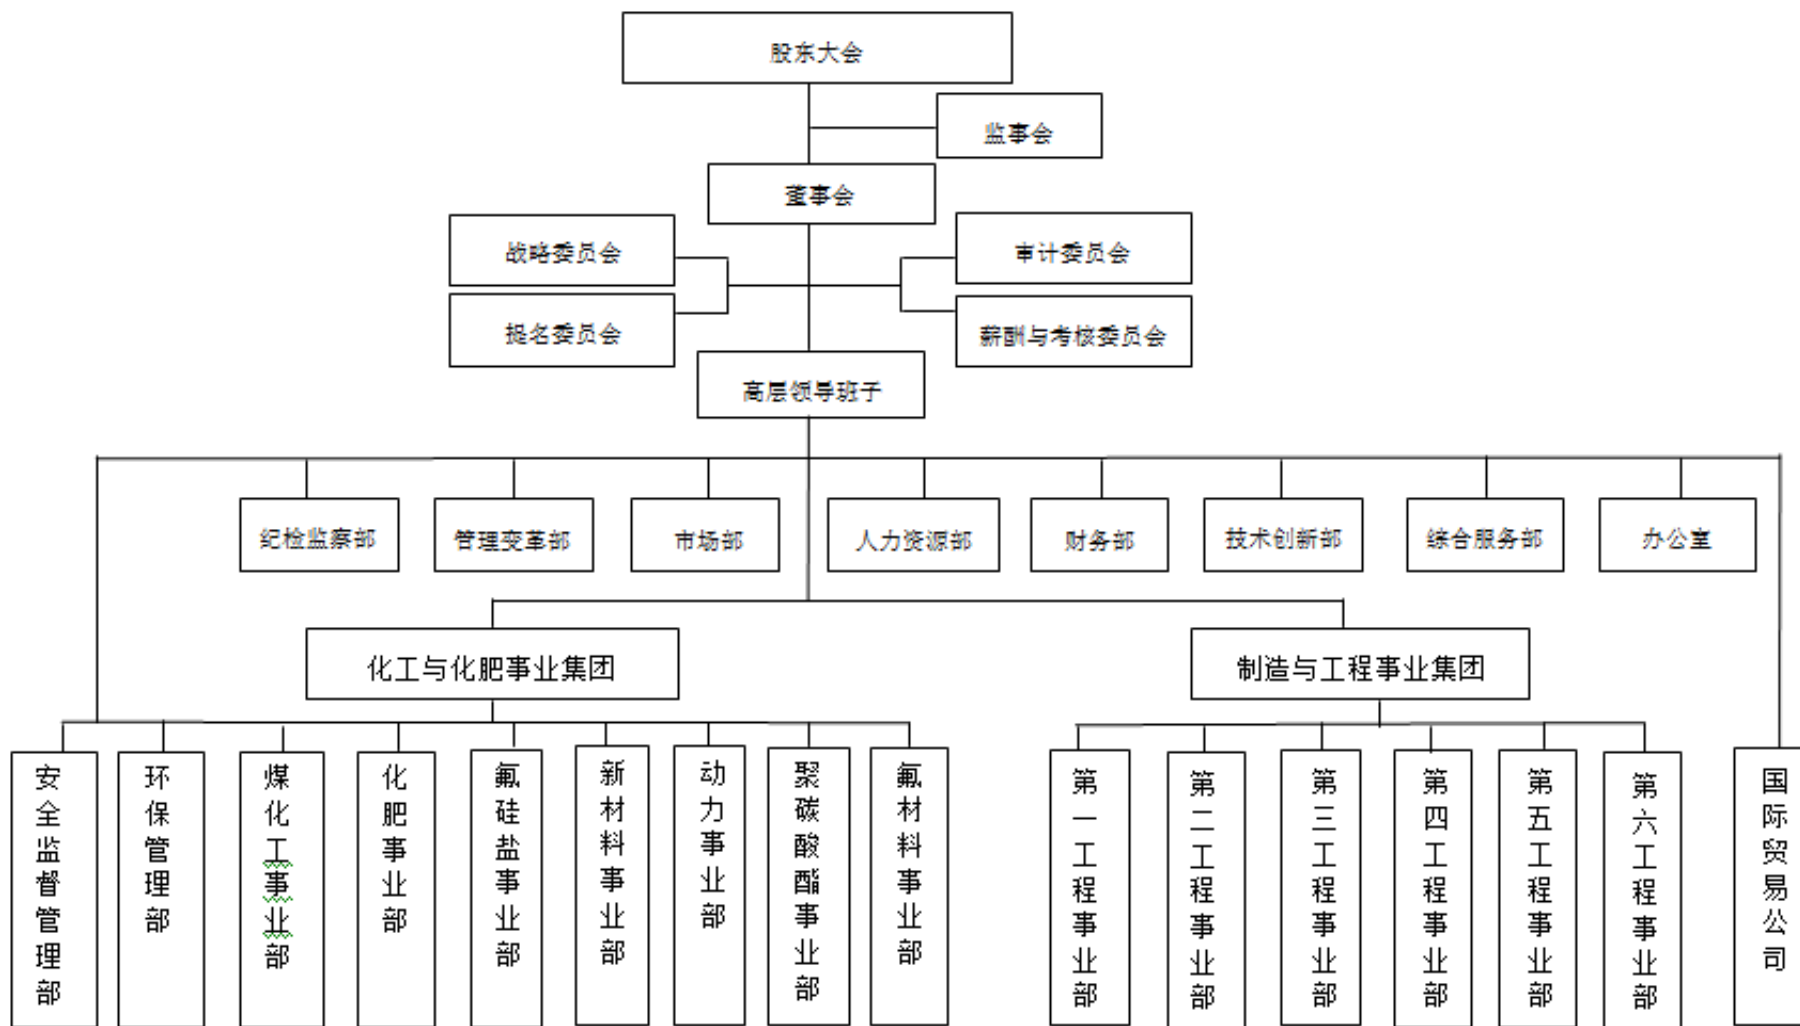 股东大会
监事会
董事会
战略委员会
审计委员会
提名委员会
薪酬与考核委员会
高层领导班子
纪检监察部
管理变革部
市场部
人力资源部
财务部
技术创新部
综合服务部
办公室
化工与化肥事业集团
制造与工程事业集团
安全监督管理部
环保管理部
煤化工事业部
化肥事业部
氟硅盐事业部
新材料事业部
动力事业部
聚碳酸酯事业部
氟材料事业部
第一工程事业部
第二工程事业部
第三工程事业部
第四工程事业部
第五工程事业部
第六工程事业部
国际贸易公司